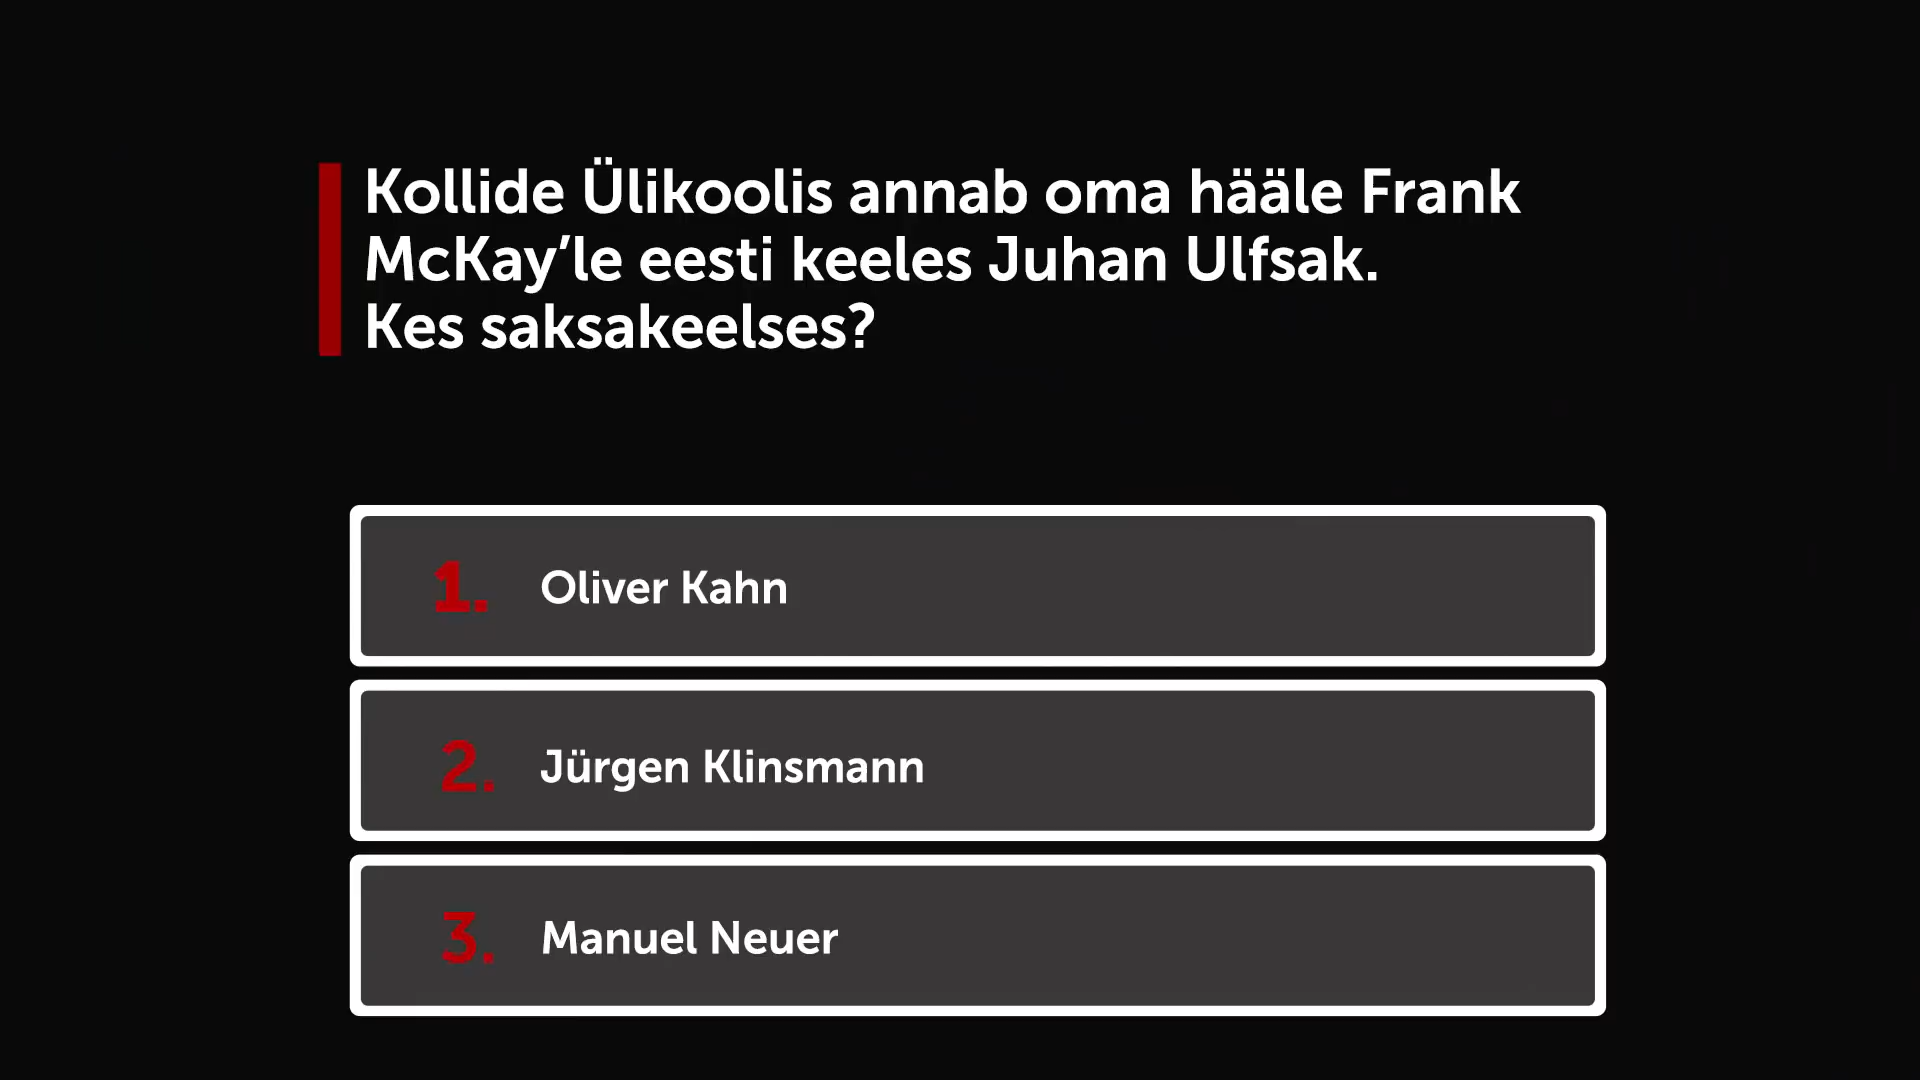 Kollide Ülikoolis annab oma hääle Frank
McKay’le eesti keeles Juhan Ulfsak.
Kes saksakeelses?
1. Oliver Kahn
2. Jürgen Klinsmann
3. Manuel Neuer